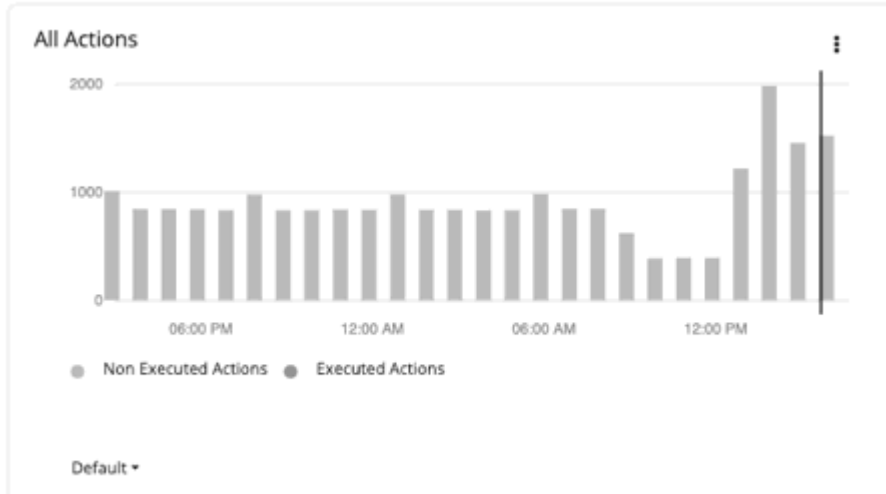 All Actions
2000
1000
0
06:00 PM 12:00 AM 06:00 AM 12:00 PM
Non Executed Actions Executed Actions
Default